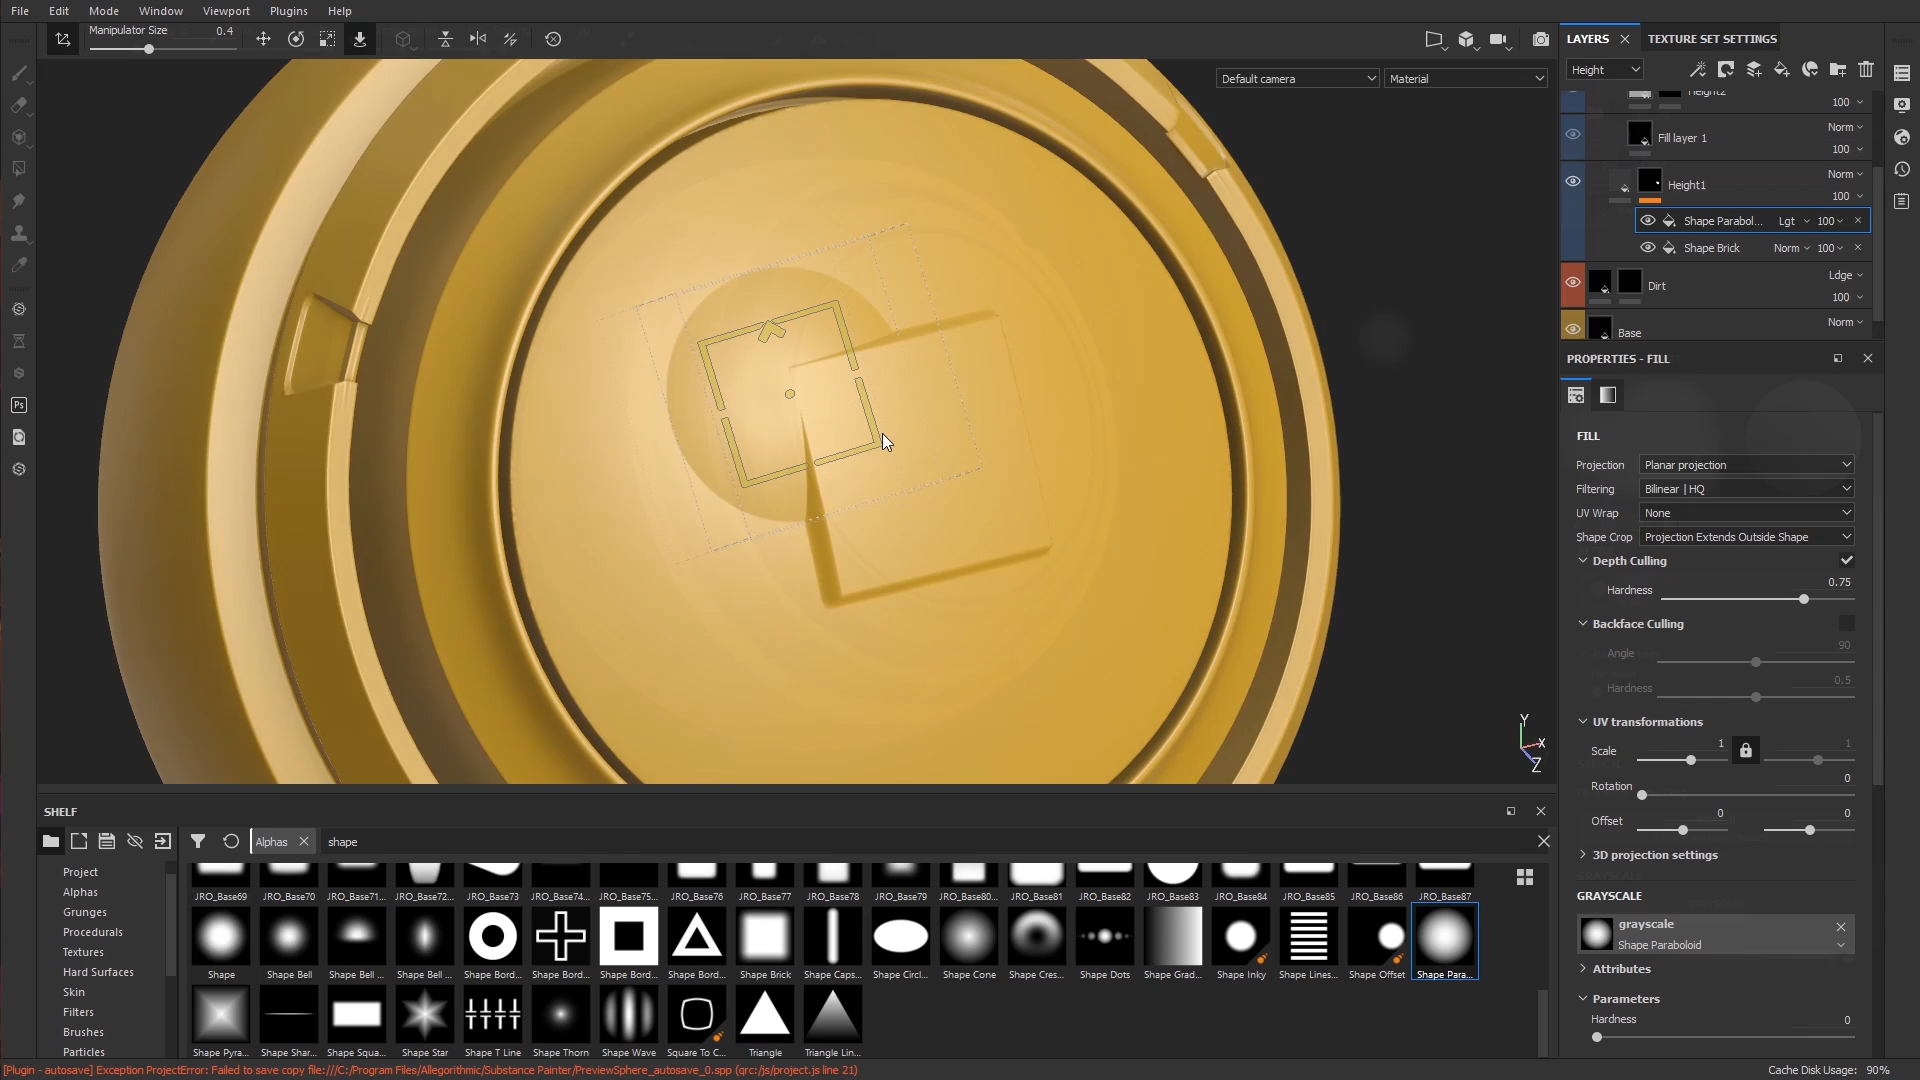 File Edit Mode Window Viewport Plugins Help
Manipulator Size 0.4
Default camera
Material
LAYERS
TEXTURE SET SETTINGS
Height
Height2
100
Fill layer 1
Norm
100
Height1
Norm
100
Shape Parabol... Lgt 100
Shape Brick Norm 100
Dirt
Ldge
100
Base
Norm
PROPERTIES - FILL
FILL
Projection Planar projection
Filtering Bilinear | HQ
UV Wrap None
Shape Crop Projection Extends Outside Shape
Depth Culling
Hardness 0.75
Backface Culling
Angle 90
Hardness 0.5
UV transformations
Scale 1 1
Rotation 0
Offset 0 0
3D projection settings
GRAYSCALE
grayscale
Shape Paraboloid
Attributes
Parameters
Hardness 0
Y
X
Z
Ps
SHELF
Alphas
shape
Project
Alphas
Grunges
Procedurals
Textures
Hard Surfaces
Skin
Filters
Brushes
Particles
JRO_Base69 JRO_Base70 JRO_Base71... JRO_Base72... JRO_Base73 JRO_Base74... JRO_Base75... JRO_Base76 JRO_Base77 JRO_Base78 JRO_Base79 JRO_Base80... JRO_Base81 JRO_Base82 JRO_Base83 JRO_Base84 JRO_Base85 JRO_Base86 JRO_Base87
Shape Shape Bell Shape Bell ... Shape Bell ... Shape Bord... Shape Bord... Shape Bord... Shape Bord... Shape Brick Shape Caps... Shape Circl... Shape Cone Shape Cres... Shape Dots Shape Grad... Shape Inky Shape Lines... Shape Offset Shape Para...
Shape Pyra... Shape Shar... Shape Squa... Shape Star Shape T Line Shape Thorn Shape Wave Square To C... Triangle Triangle Lin...
[Plugin - autosave] Exception ProjectError: Failed to save copy file:///C:/Program Files/Allegorithmic/Substance Painter/PreviewSphere_autosave_0.spp (qrc:/js/project.js line 21)
Cache Disk Usage: 90%